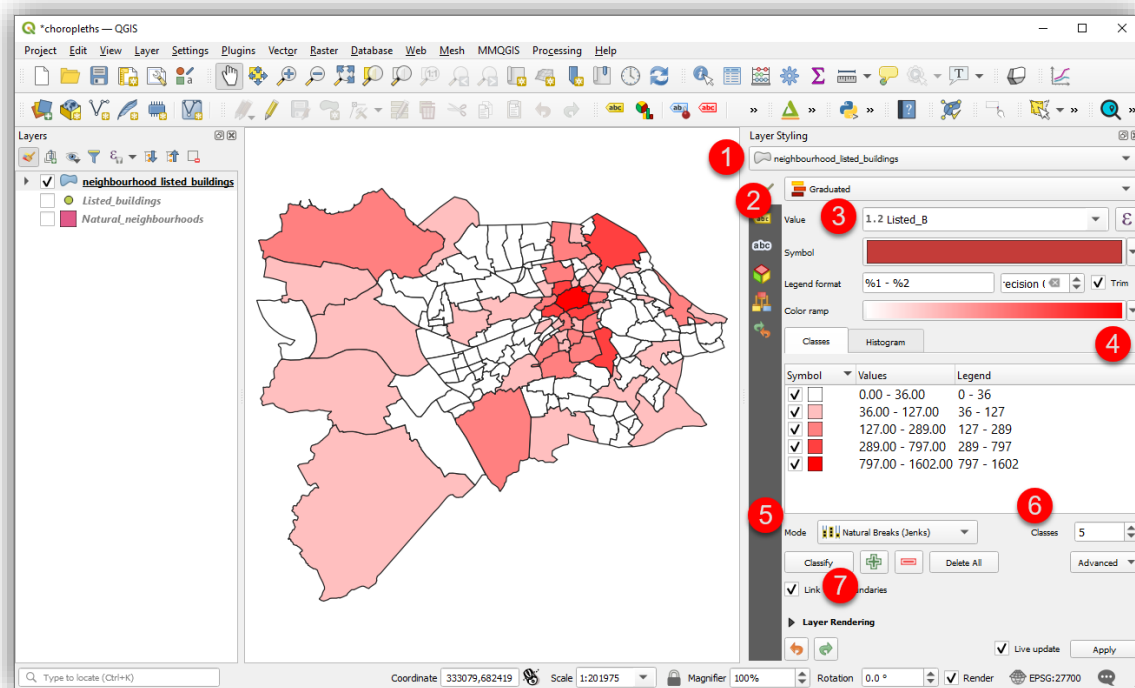 *choropleths — QGIS
Project Edit View Layer Settings Plugins Vector Raster Database Web Mesh MMQGIS Processing Help
Layers
neighbourhood_listed_buildings
Listed_buildings
Natural_neighbourhoods
Layer Styling
1
neighbourhood_listed_buildings
2
Graduated
abc
Value
3
1.2 Listed_B
ε
abc
Symbol
Legend format
%1 - %2
recision (
Trim
Color ramp
4
Classes
Histogram
Symbol Values Legend
0.00 - 36.00 0 - 36
36.00 - 127.00 36 - 127
127.00 - 289.00 127 - 289
289.00 - 797.00 289 - 797
797.00 - 1602.00 797 - 1602
5
6
Mode
Natural Breaks (Jenks)
Classes
5
Classify
Delete All
Advanced
7
Link
ndaries
Layer Rendering
Live update
Apply
Type to locate (Ctrl+K)
Coordinate 333079,682419 Scale 1:201975 Magnifier 100% Rotation 0.0 ° Render EPSG:27700